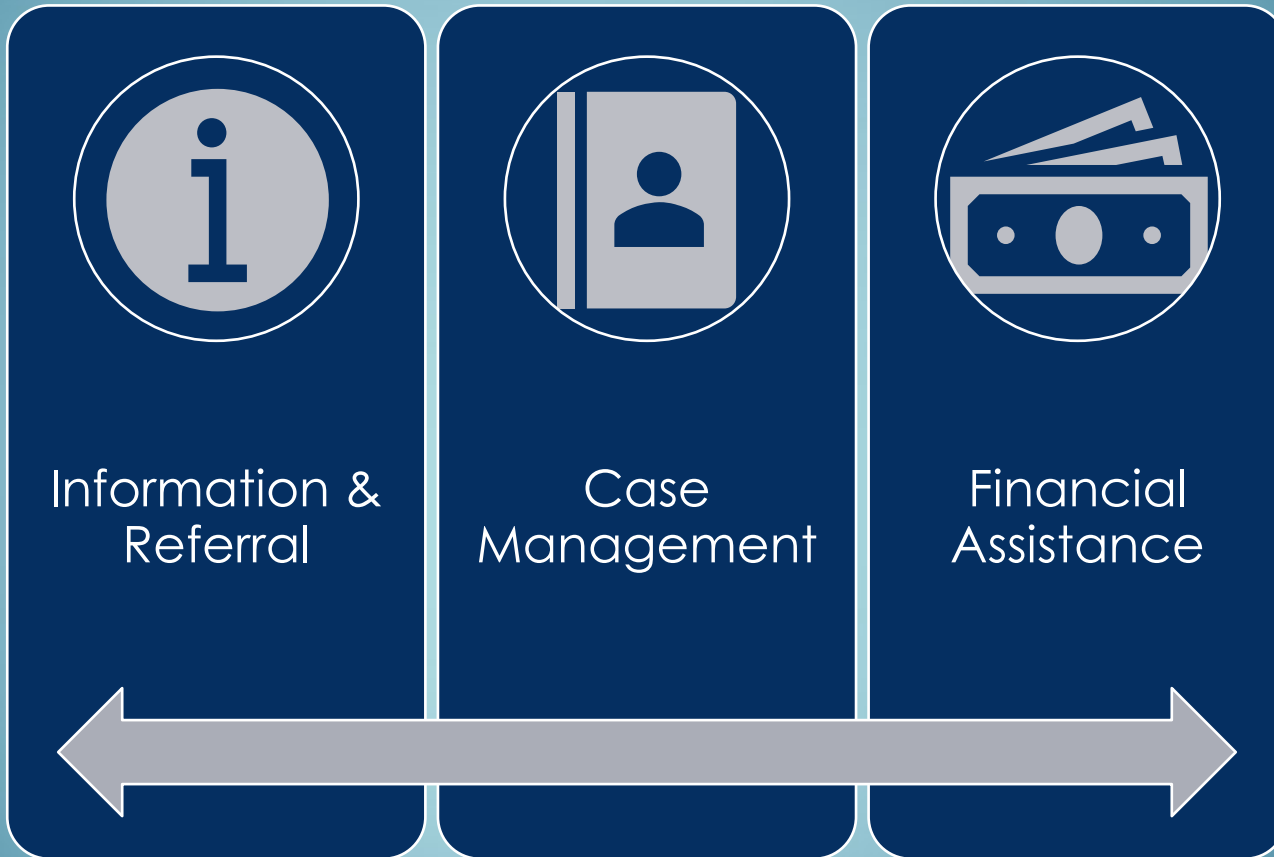 Information &
Referral
Case
Management
Financial
Assistance